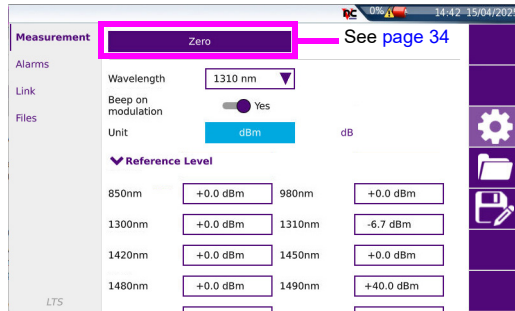 DC 0% 14:42 15/04/2025
Measurement
Alarms
Link
Files
LTS
Zero
See page 34
Wavelength 1310 nm
Beep on modulation Yes
Unit dBm dB
Reference Level
850nm +0.0 dBm 980nm +0.0 dBm
1300nm +0.0 dBm 1310nm -6.7 dBm
1420nm +0.0 dBm 1450nm +0.0 dBm
1480nm +0.0 dBm 1490nm +40.0 dBm